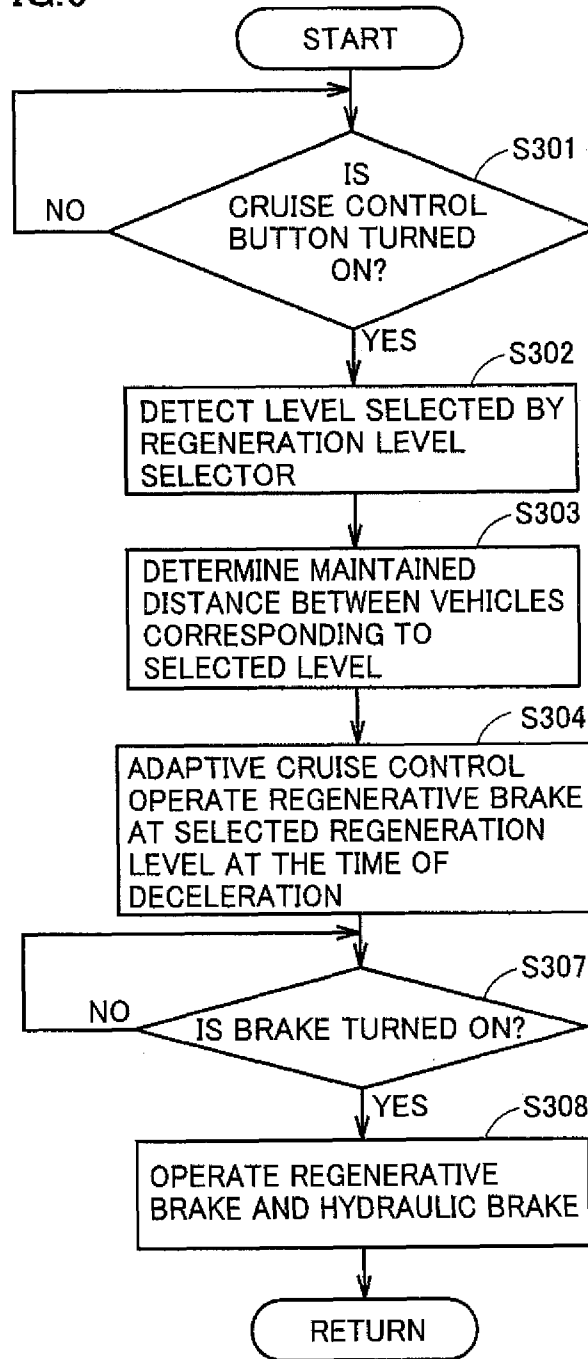 START
S301
IS
CRUISE CONTROL
BUTTON TURNED
ON?
NO
YES
S302
DETECT LEVEL SELECTED BY
REGENERATION LEVEL
SELECTOR
S303
DETERMINE MAINTAINED
DISTANCE BETWEEN VEHICLES
CORRESPONDING TO
SELECTED LEVEL
S304
ADAPTIVE CRUISE CONTROL
OPERATE REGENERATIVE BRAKE
AT SELECTED REGENERATION
LEVEL AT THE TIME OF
DECELERATION
S307
NO
IS BRAKE TURNED ON?
YES
S308
OPERATE REGENERATIVE
BRAKE AND HYDRAULIC BRAKE
RETURN